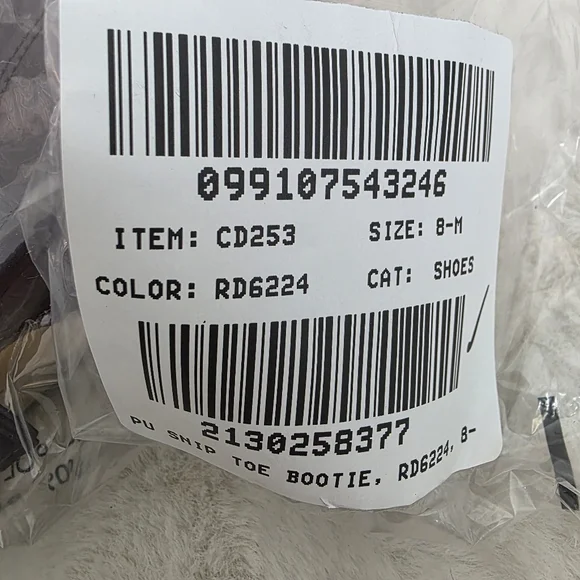 099107543246
ITEM: CD253 SIZE: 8-M
COLOR: RD6224 CAT: SHOES
2130258377
PU SNIP TOE BOOTIE, RD6224, 8-